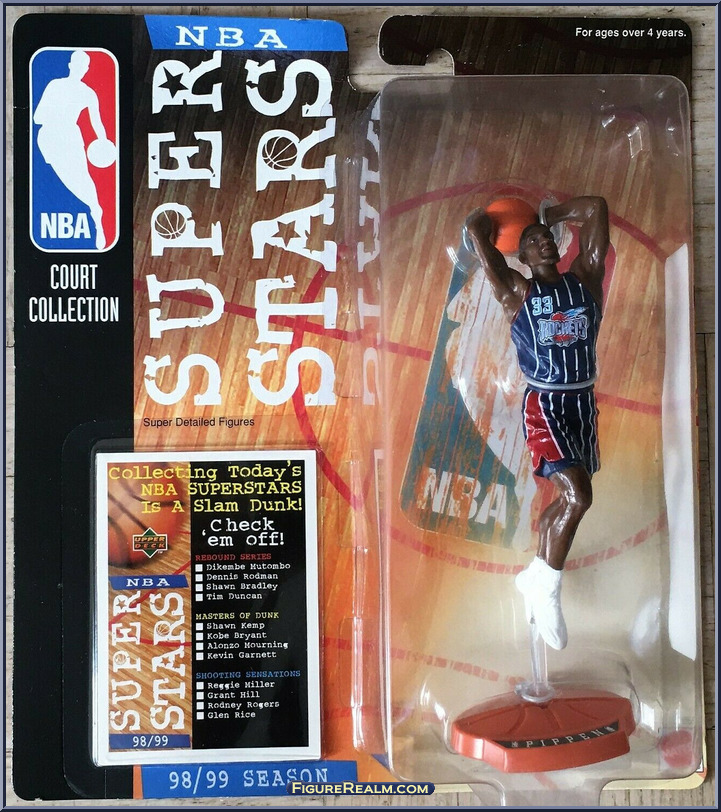 NBA
SUPER
STARS
For ages over 4 years.
NBA
COURT
COLLECTION
Super Detailed Figures
33
ROCKETS
NBA
PIPPEN
Collecting Today's
NBA SUPERSTARS
Is A Slam Dunk!
Check
'em off!
UPPER
DECK
NBA
SUPER
STARS
98/99
REBOUND SERIES
Dikembe Mutombo
Dennis Rodman
Shawn Bradley
Tim Duncan
MASTERS OF DUNK
Shawn Kemp
Kobe Bryant
Alonzo Mourning
Kevin Garnett
SHOOTING SENSATIONS
Reggie Miller
Grant Hill
Rodney Rogers
Glen Rice
98/99 SEASON
FIGUREREALM.COM